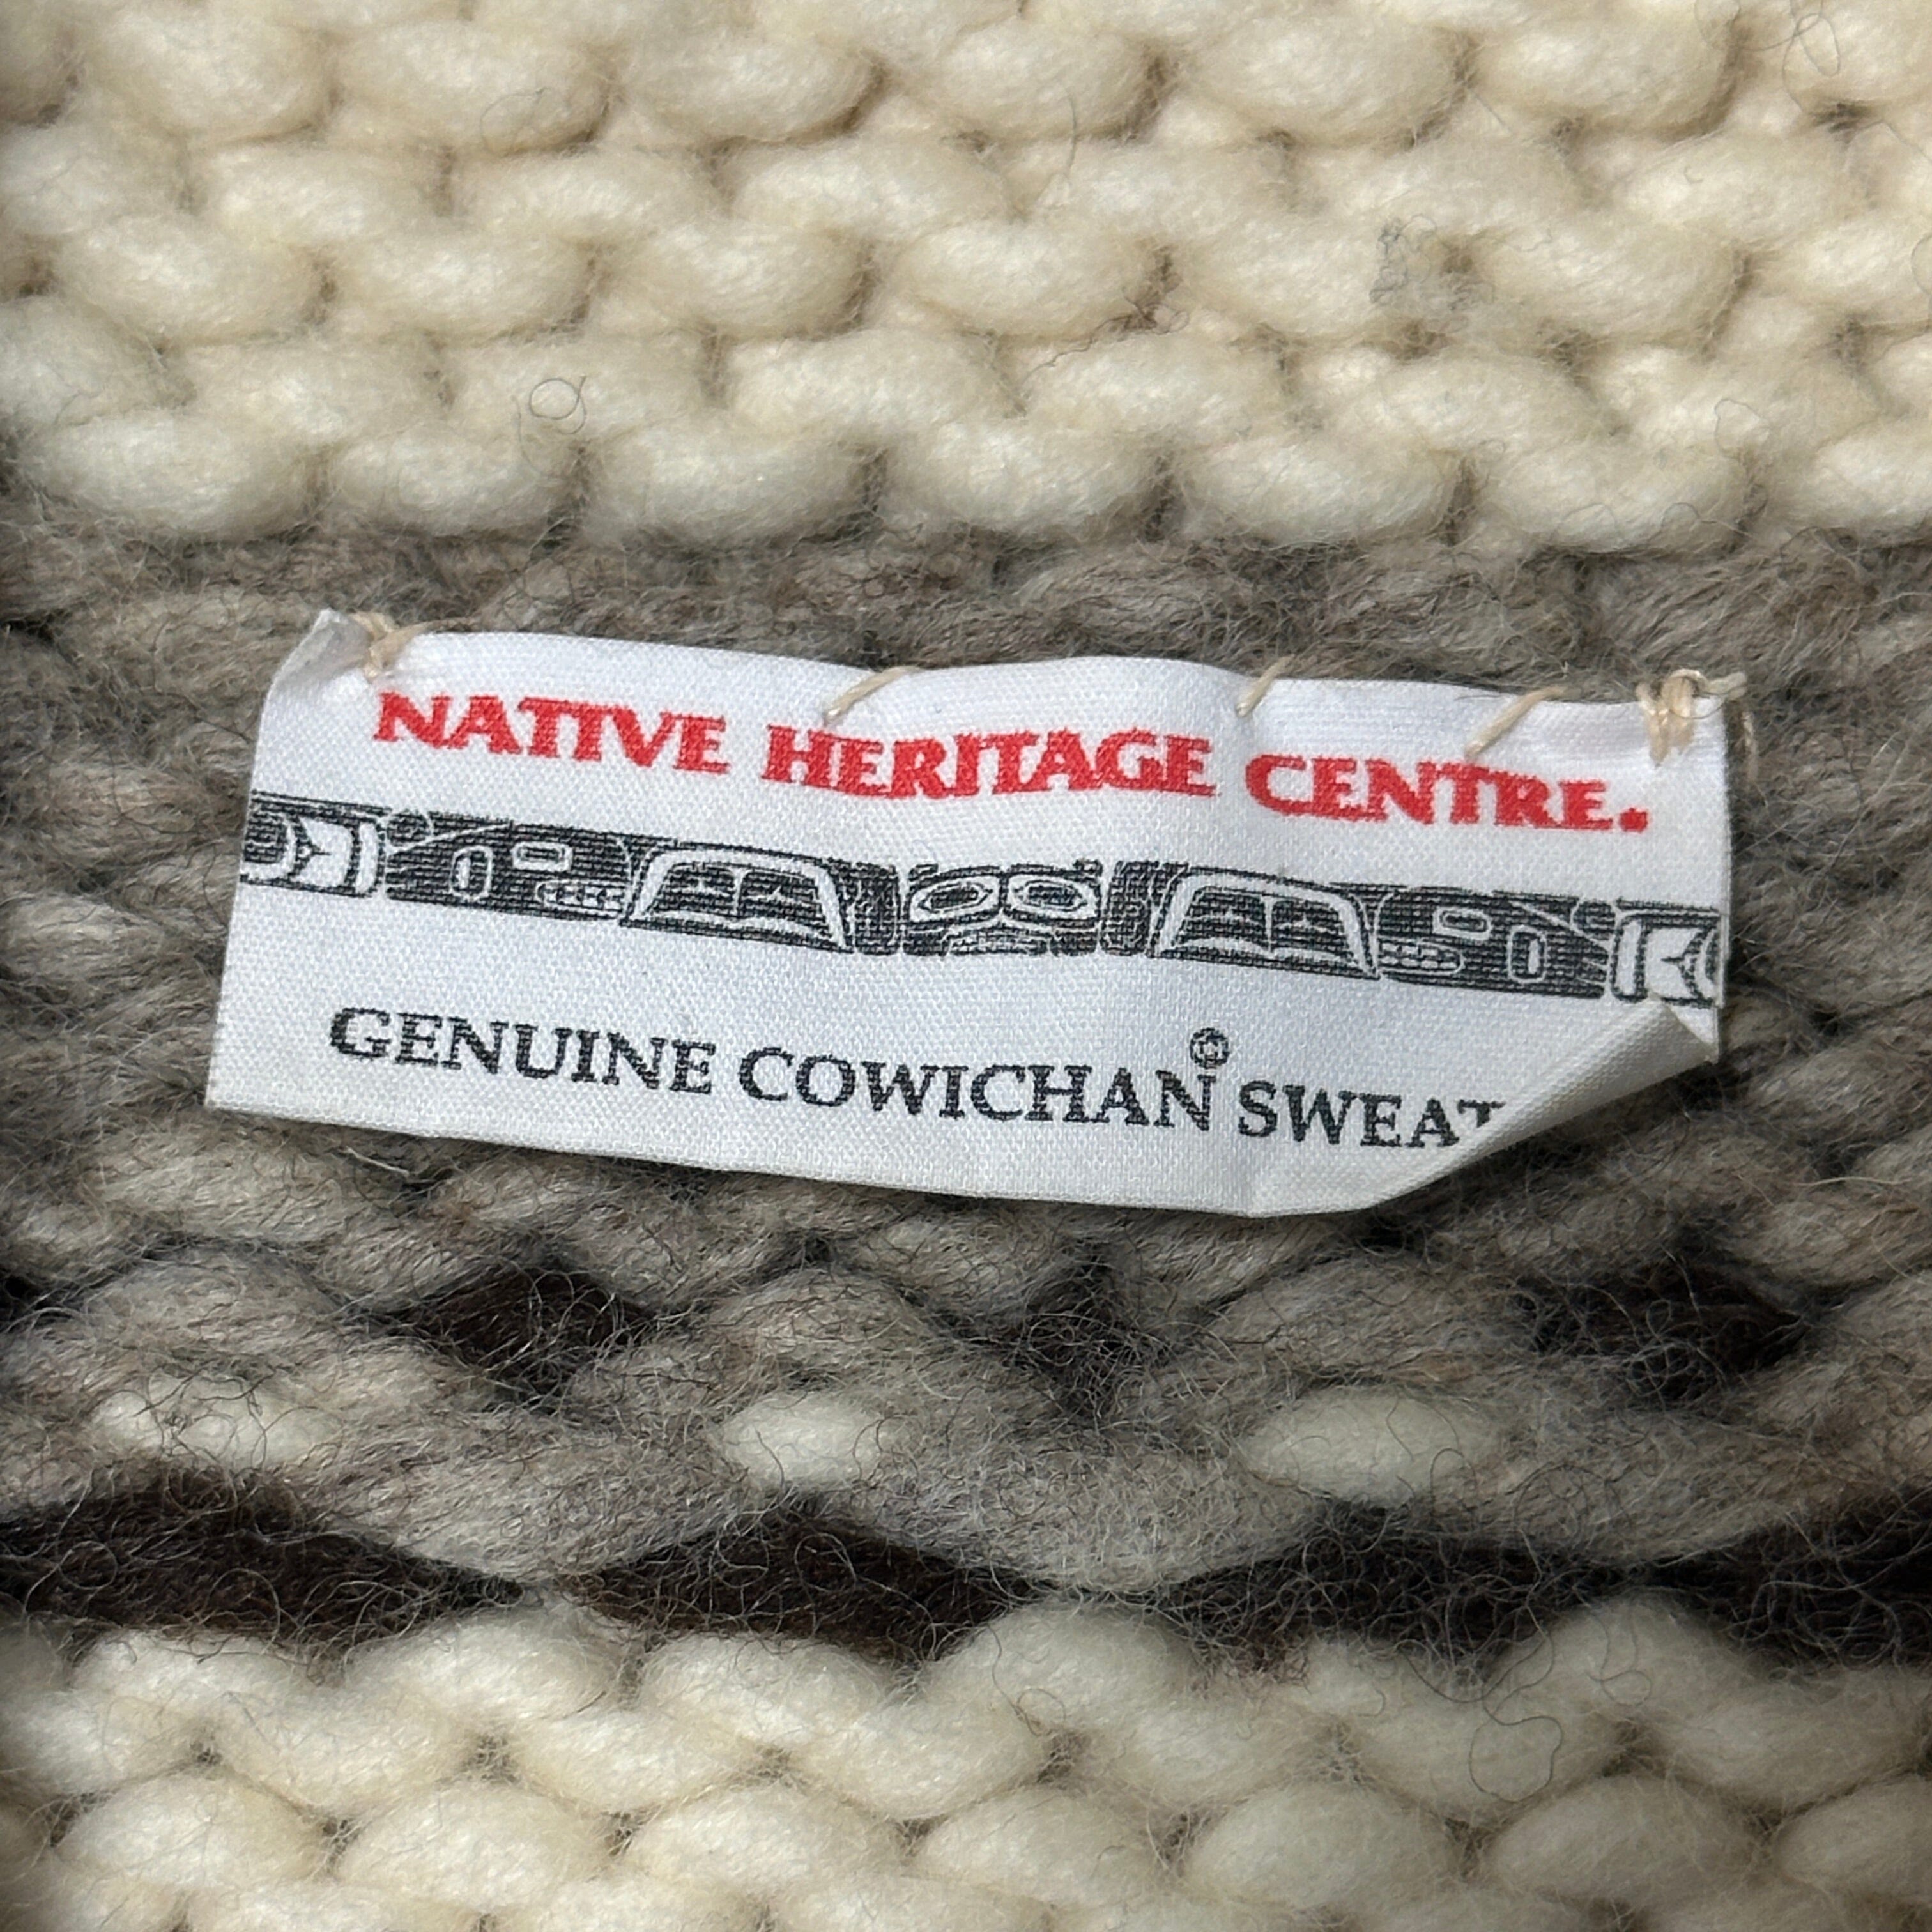 NATIVE HERITAGE CENTRE.
GENUINE COWICHAN© SWEAT